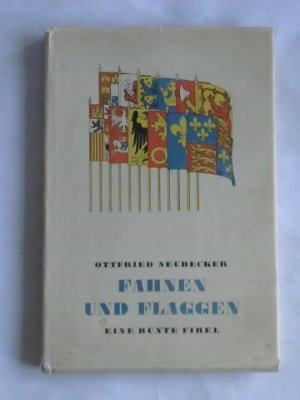 OTTFRIED NEUBECKER
FAHNEN
UND FLAGGEN
EINE BUNTE FIBEL